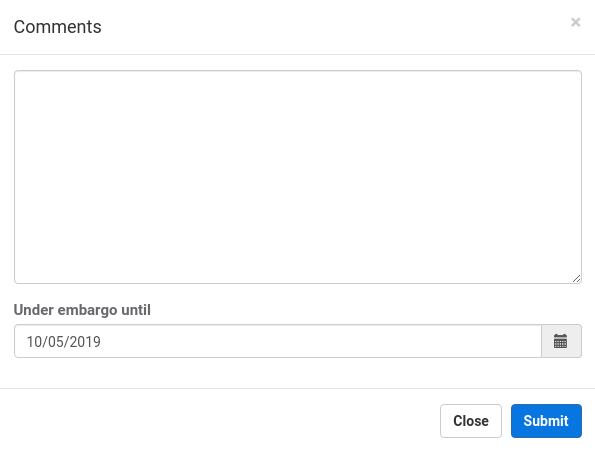 Comments
×
Under embargo until
10/05/2019
Close Submit